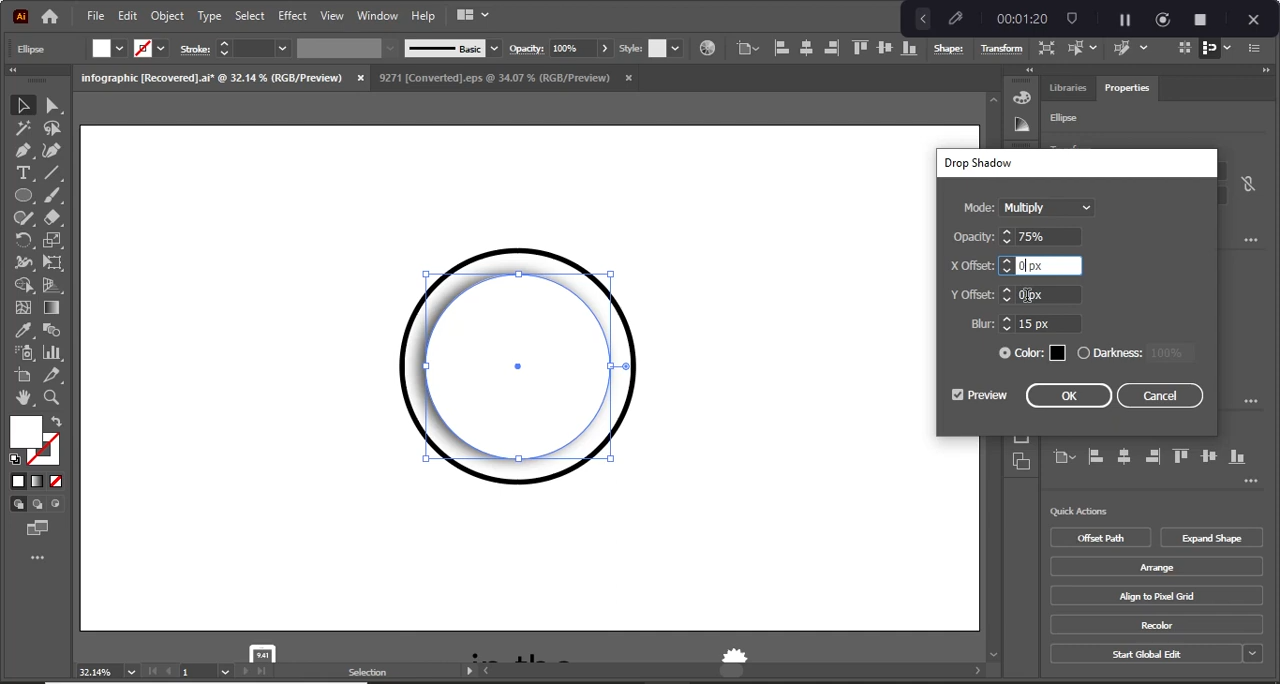 Ai File Edit Object Type Select Effect View Window Help 00:01:20
Ellipse Stroke: Basic Opacity: 100% Style: Shape: Transform
infographic [Recovered].ai* @ 32.14 % (RGB/Preview) × 9271 [Converted].eps @ 34.07 % (RGB/Preview) ×
Libraries Properties
Ellipse
Drop Shadow
Mode: Multiply
Opacity: 75%
X Offset: 0 px
Y Offset: 0 px
Blur: 15 px
Color: Darkness: 100%
Preview OK Cancel
Quick Actions
Offset Path Expand Shape
Arrange
Align to Pixel Grid
Recolor
Start Global Edit
9.41
32.14% 1 Selection